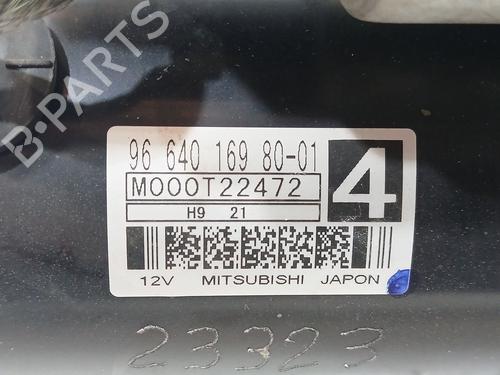 B-PARTS
96 640 169 80-01
M000T22472
4
H9 21
12V MITSUBISHI JAPON
23323